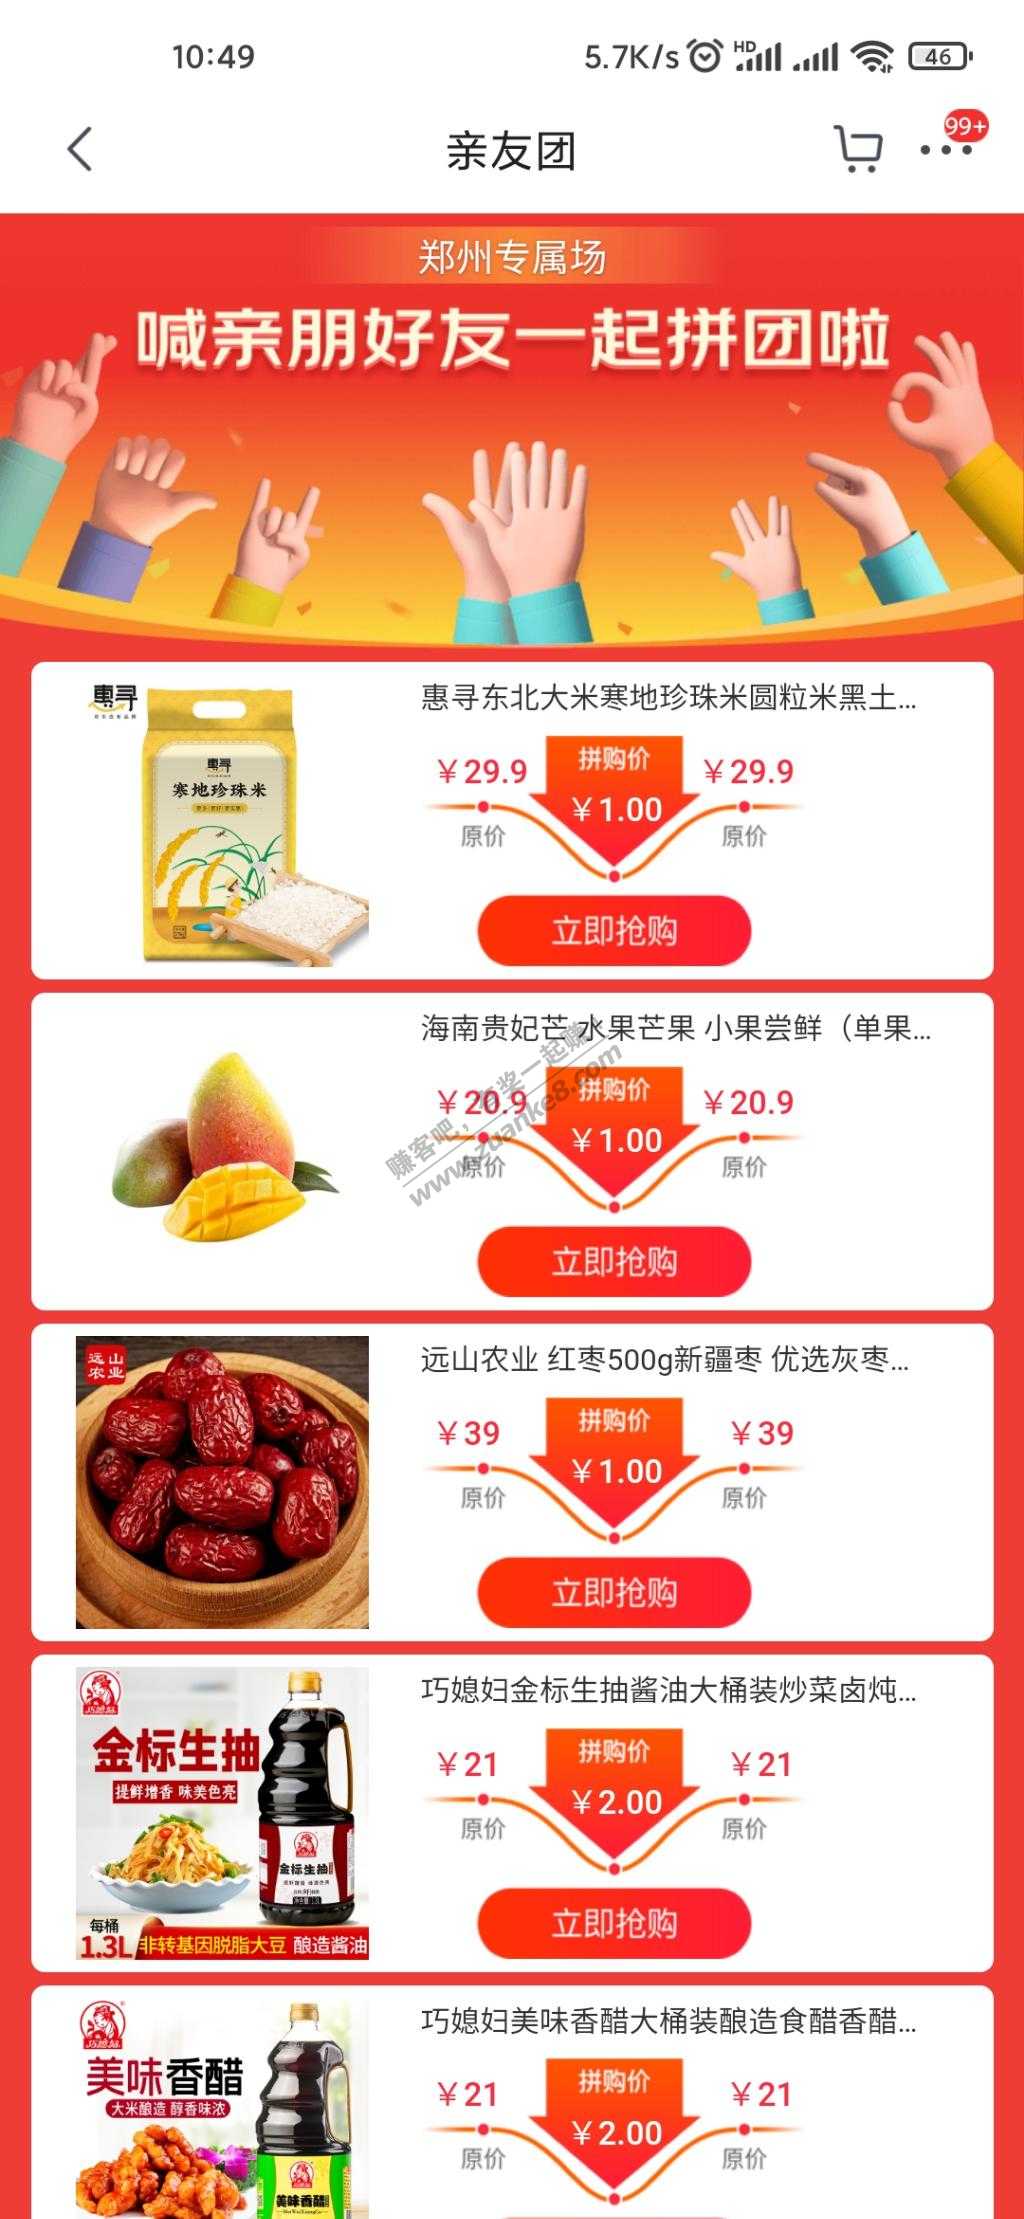 10:49
5.7K/s HD 46
亲友团
99+
郑州专属场
喊亲朋好友一起拼团啦
惠寻
惠寻
寒地珍珠米
惠寻东北大米寒地珍珠米圆粒米黑土...
￥29.9 拼购价 ￥29.9
￥1.00
原价 原价
立即抢购
海南贵妃芒 水果芒果 小果尝鲜（单果...
￥20.9 拼购价 ￥20.9
￥1.00
原价 原价
立即抢购
赚客吧，有奖一起赚！
www.zuanke8.com
远山
农业
远山农业 红枣500g新疆枣 优选灰枣...
￥39 拼购价 ￥39
￥1.00
原价 原价
立即抢购
巧媳妇
金标生抽
提鲜增香 味美色亮
金标生抽
每桶
1.3L 非转基因脱脂大豆 酿造酱油
巧媳妇金标生抽酱油大桶装炒菜卤炖...
￥21 拼购价 ￥21
￥2.00
原价 原价
立即抢购
巧媳妇
美味香醋
大米酿造 醇香味浓
美味香醋
巧媳妇美味香醋大桶装酿造食醋香醋...
￥21 拼购价 ￥21
￥2.00
原价 原价